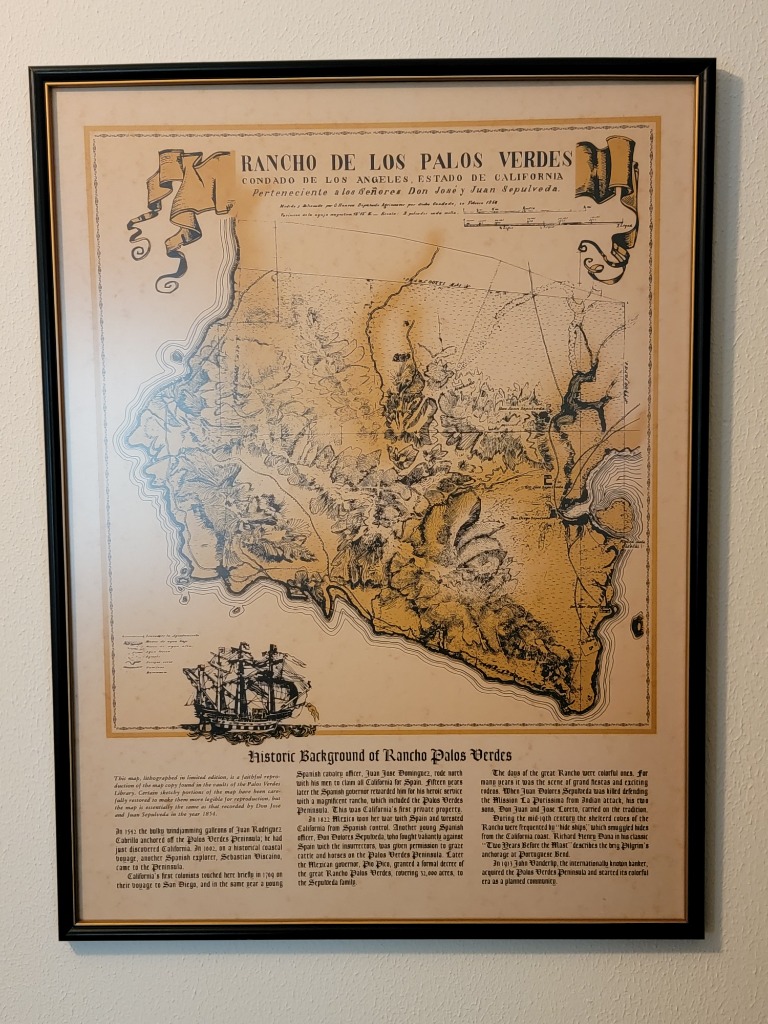 RANCHO DE LOS PALOS VERDES
CONDADO DE LOS ANGELES, ESTADO DE CALIFORNIA
Perteneciente a los Señores Don José y Juan Sepulveda.
Historic Background of Rancho Palos Verdes
This map, lithographed in limited edition, is a faithful repro-
duction of the map copy found in the vaults of the Palos Verdes
Library. Certain sketchy portions of the map have been care-
fully restored to make them more legible for reproduction, but
the map is essentially the same as that recorded by Don Jose
and Juan Sepulveda in the year 1854.
In 1542 the bulky windjamming galleons of Juan Rodriguez
Cabrillo anchored off the Palos Verdes Peninsula; he had
just discovered California. In 1602, on a historical coastal
voyage, another Spanish explorer, Sebastian Viscaino,
came to the Peninsula.
California's first colonists touched here briefly in 1769 on
their voyage to San Diego, and in the same year a young
Spanish cavalry officer, Juan Jose Dominguez, rode north
with his men to claim all California for Spain. Fifteen years
later the Spanish governor rewarded him for his heroic service
with a magnificent rancho, which included the Palos Verdes
Peninsula. This was California's first private property.
In 1822 Mexico won her war with Spain and wrested
California from Spanish control. Another young Spanish
officer, Don Dolores Sepulveda, who fought valiantly against
Spain with the insurrectors, was given permission to graze
cattle and horses on the Palos Verdes Peninsula. Later
the Mexican governor, Pio Pico, granted a formal decree of
the great Rancho Palos Verdes, covering 32,000 acres, to
the Sepulveda family.
The days of the great Rancho were colorful ones. For
many years it was the scene of grand fiestas and exciting
rodeos. When Juan Dolores Sepulveda was killed defending
the Mission La Purissima from Indian attack, his two
sons, Don Juan and Jose Loreto, carried on the tradition.
During the mid-19th century the sheltered coves of the
Rancho were frequented by "hide ships," which smuggled hides
from the California coast. Richard Henry Dana in his classic
"Two Years Before the Mast" describes the brig Pilgrim's
anchorage at Portuguese Bend.
In 1913 John Vanderlip, the internationally known banker,
acquired the Palos Verdes Peninsula and started its colorful
era as a planned community.